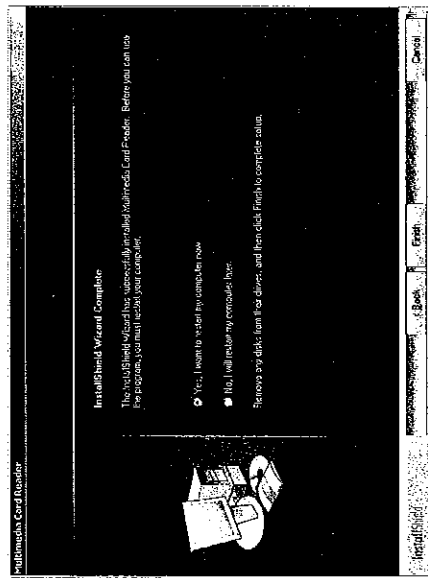 Multimedia Card Reader
InstallShield Wizard Complete
The InstallShield Wizard has successfully installed Multimedia Card Reader. Before you can use
the program, you must restart your computer.
Yes, I want to restart my computer now
No, I will restart my computer later.
Remove any disks from their drives, and then click Finish to complete setup.
InstallShield
< Back
Finish
Cancel